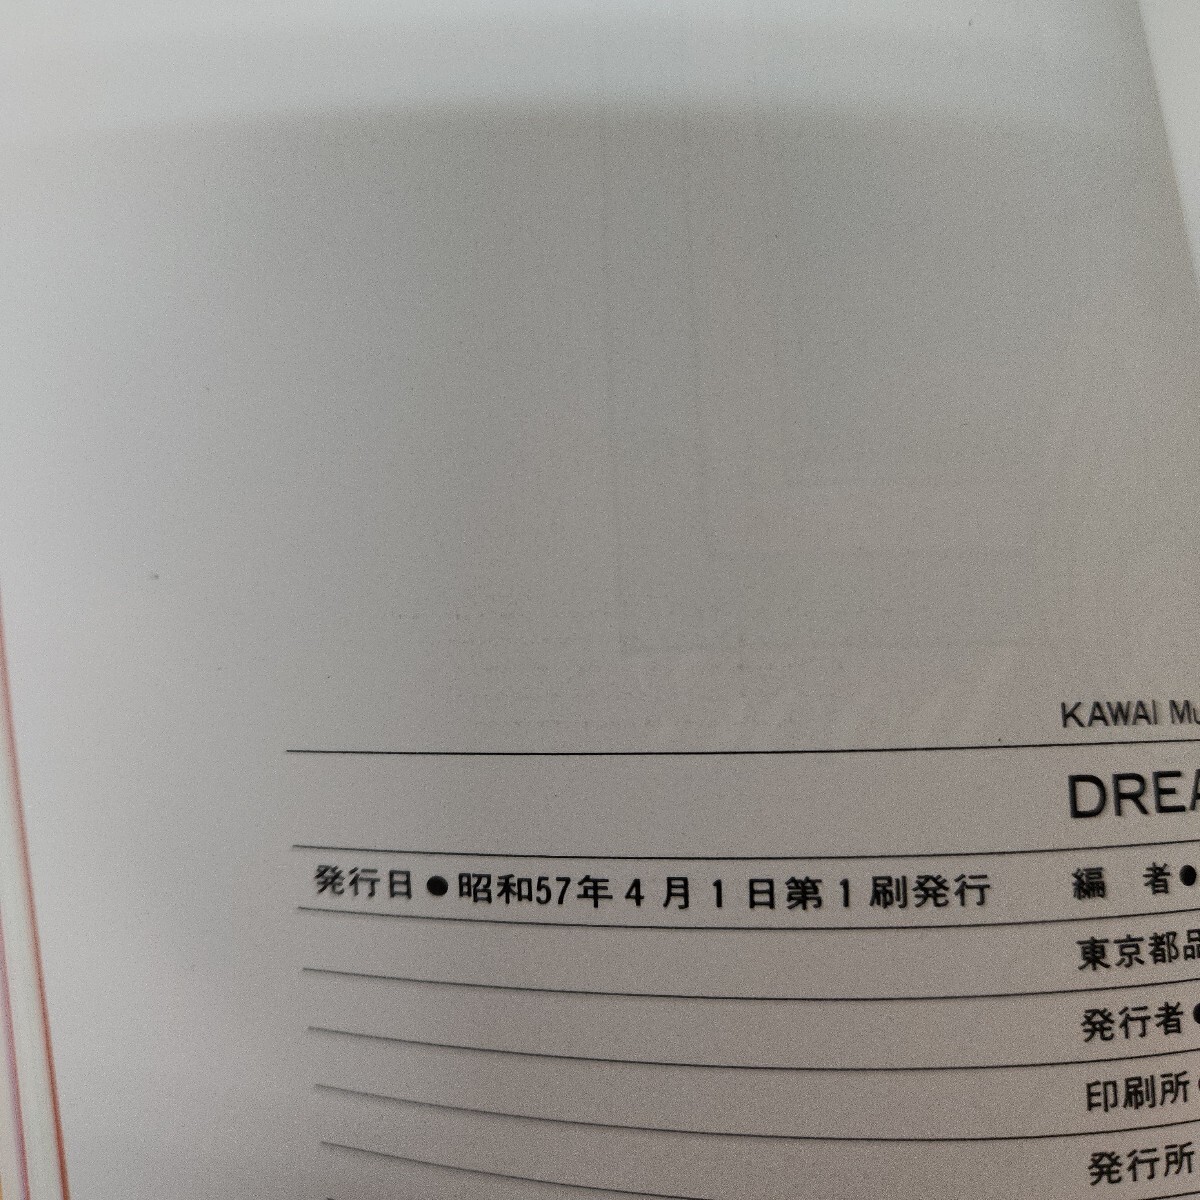 KAWAI Mu
DREA
発行日●昭和57年4月1日第1刷発行 編 者●
東京都品
発行者●
印刷所●
発行所